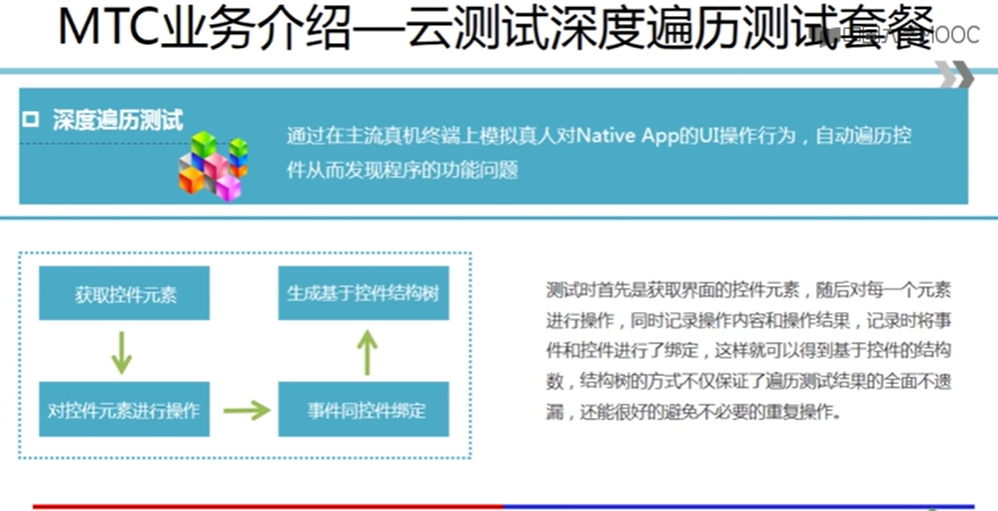 MTC业务介绍—云测试深度遍历测试套餐
深度遍历测试
通过在主流真机终端上模拟真人对Native App的UI操作行为，自动遍历控
件从而发现程序的功能问题
获取控件元素
生成基于控件结构树
对控件元素进行操作
事件同控件绑定
测试时首先是获取界面的控件元素，随后对每一个元素
进行操作，同时记录操作内容和操作结果，记录时将事
件和控件进行了绑定，这样就可以得到基于控件的结构
数，结构树的方式不仅保证了遍历测试结果的全面不遗
漏，还能很好的避免不必要的重复操作。